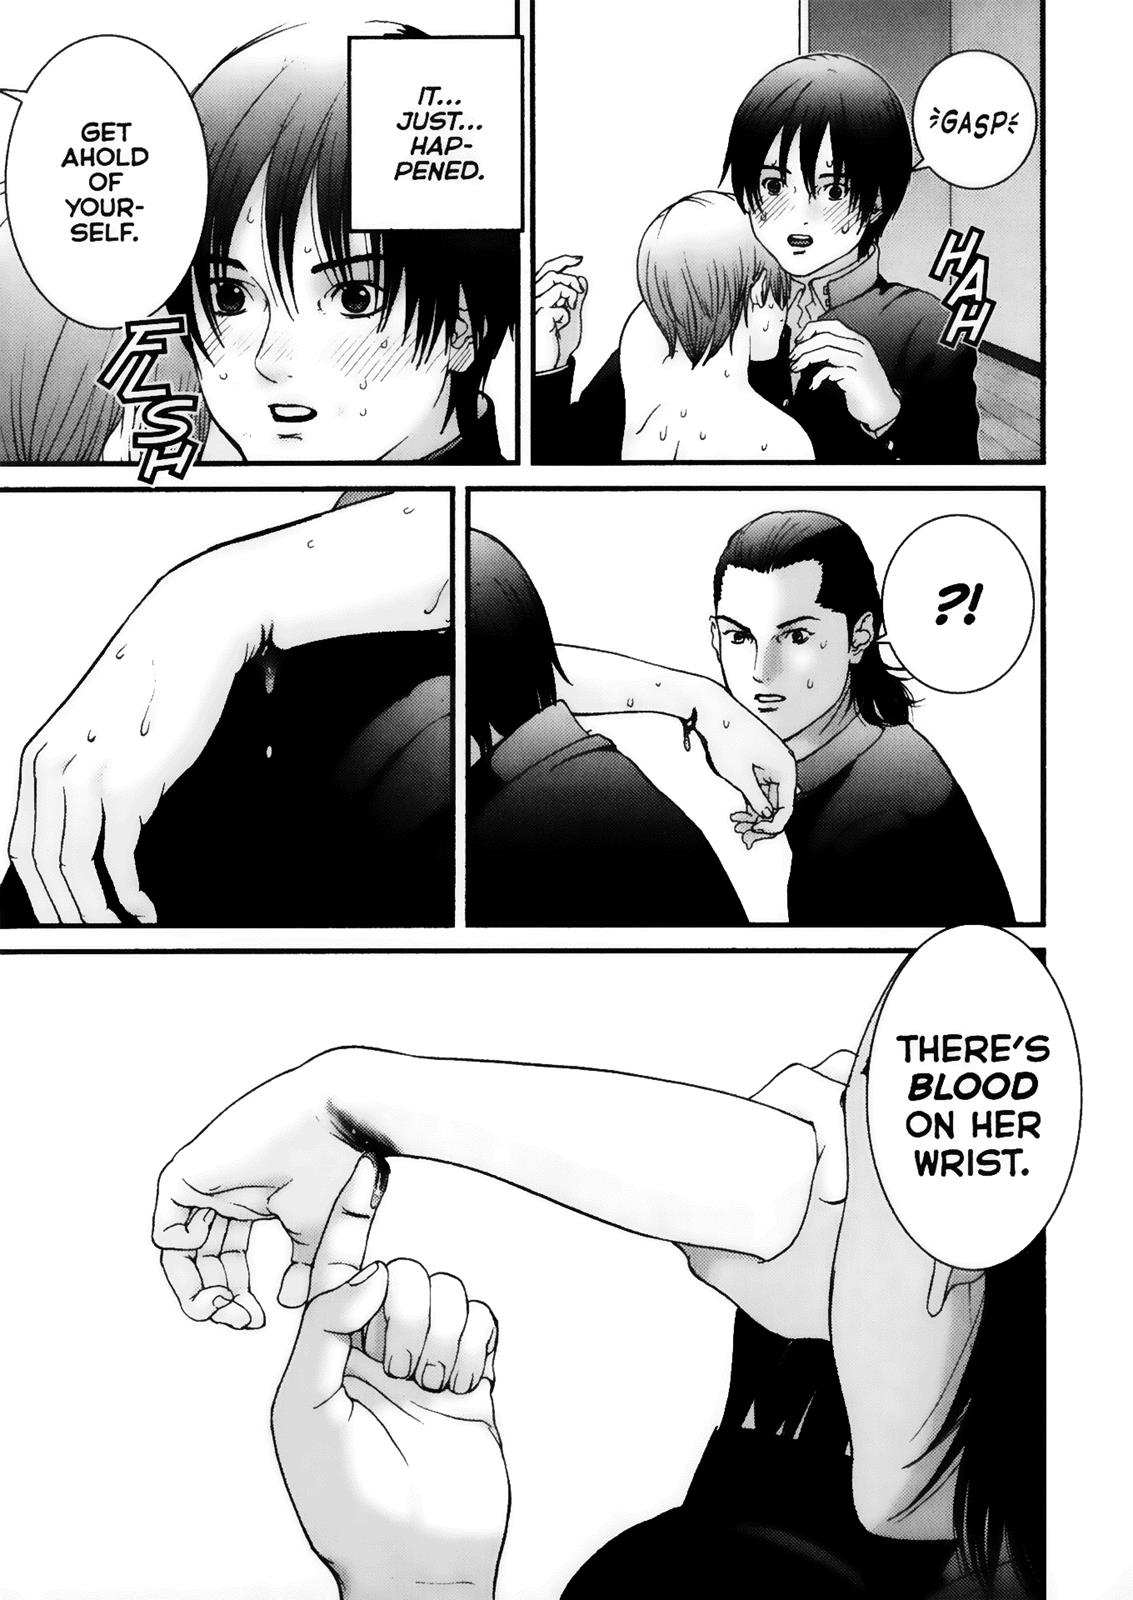 GASP
HAH
IT...
JUST...
HAP-
PENED.
GET
AHOLD
OF
YOUR-
SELF.
FLSH
?!
THERE'S
BLOOD
ON HER
WRIST.